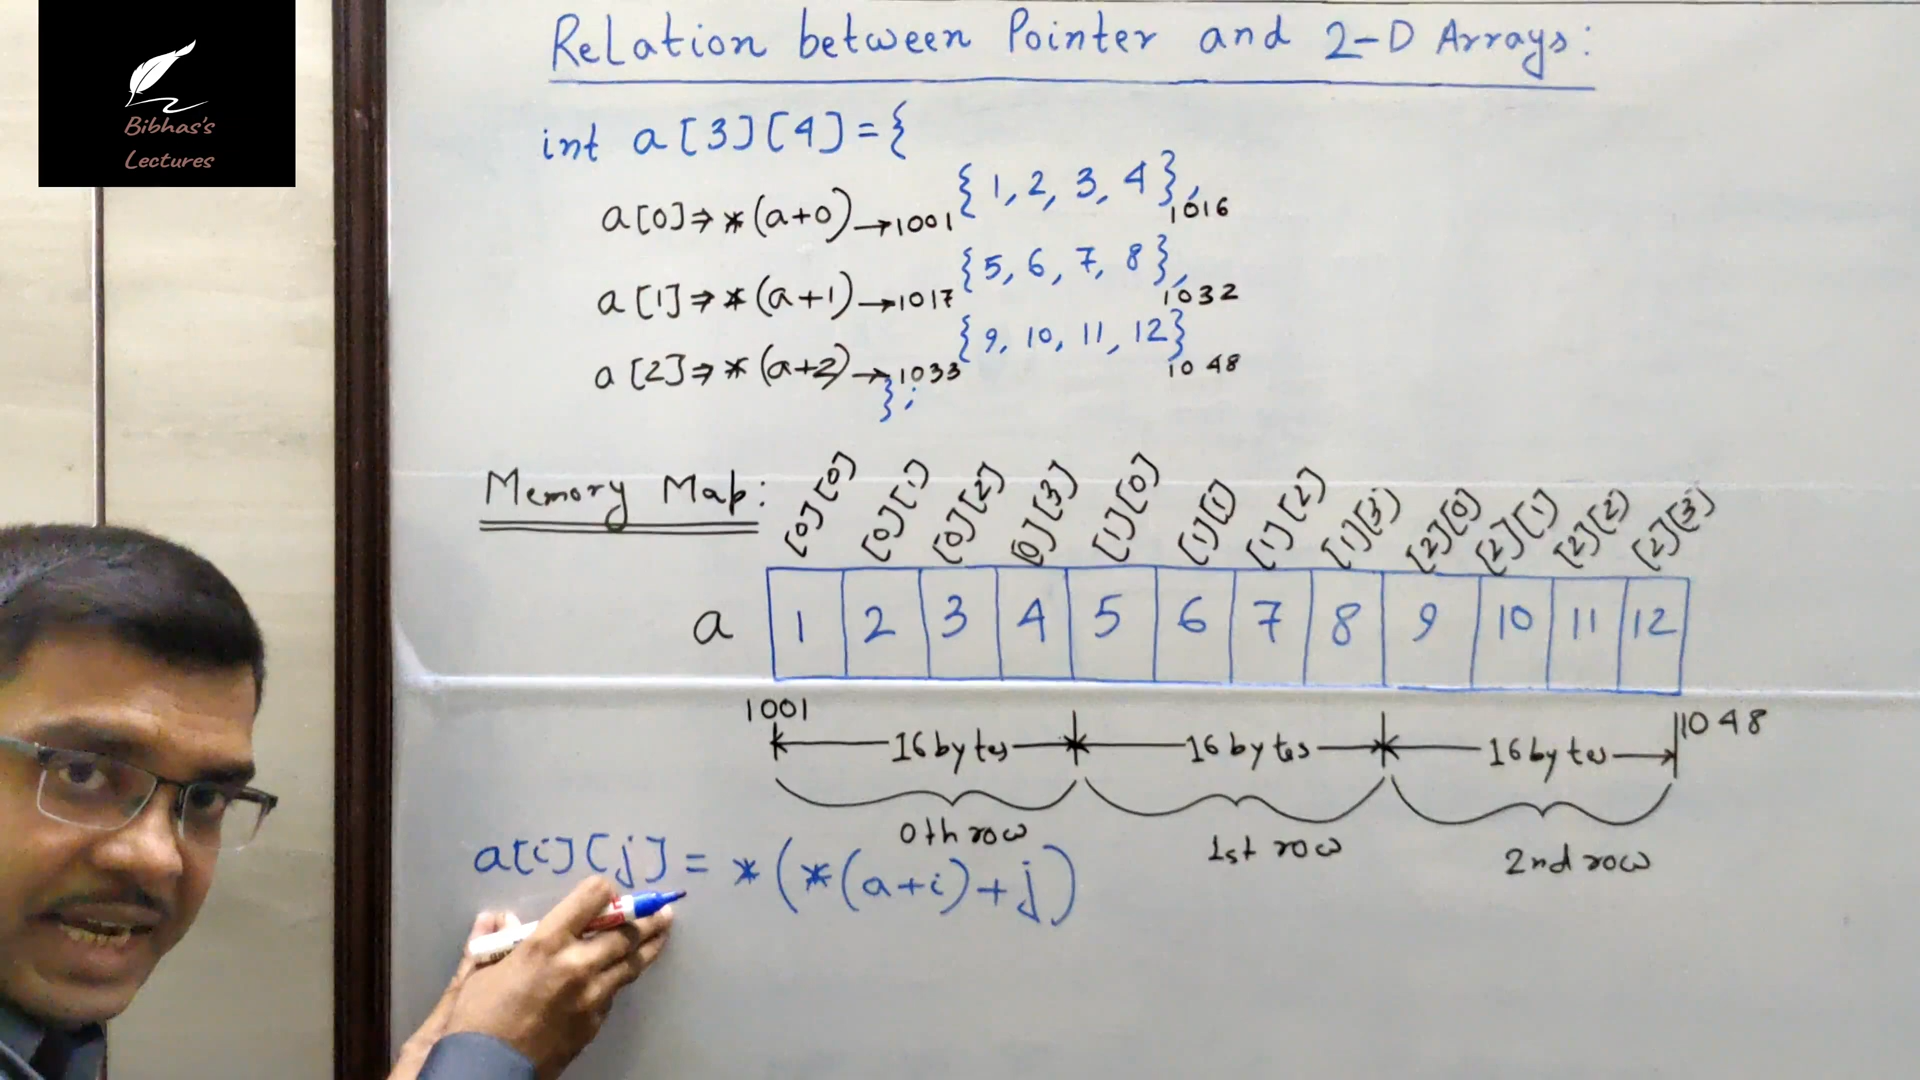 Bibhas's
Lectures
Relation between Pointer and 2-D Arrays:
int a[3][4]={
{1, 2, 3, 4},
a[0]⇒*(a+0)→1001 1016
{5, 6, 7, 8},
a[1]⇒*(a+1)→1017 1032
{9, 10, 11, 12}
a[2]⇒*(a+2)→1033 1048
};
Memory Map:
[0][0] [0][1] [0][2] [0][3] [1][0] [1][1] [1][2] [1][3] [2][0] [2][1] [2][2] [2][3]
a 1 2 3 4 5 6 7 8 9 10 11 12
1001 1048
16 bytes 16 bytes 16 bytes
0th row 1st row 2nd row
a[i][j] = *(*(a+i)+j)